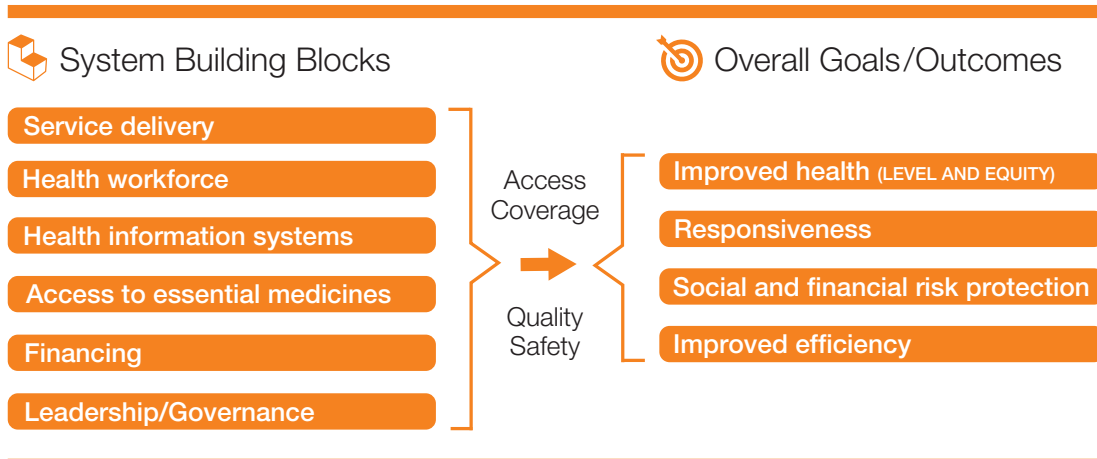 System Building Blocks
Service delivery
Health workforce
Health information systems
Access to essential medicines
Financing
Leadership/Governance
Access
Coverage
Quality
Safety
Overall Goals/Outcomes
Improved health (LEVEL AND EQUITY)
Responsiveness
Social and financial risk protection
Improved efficiency